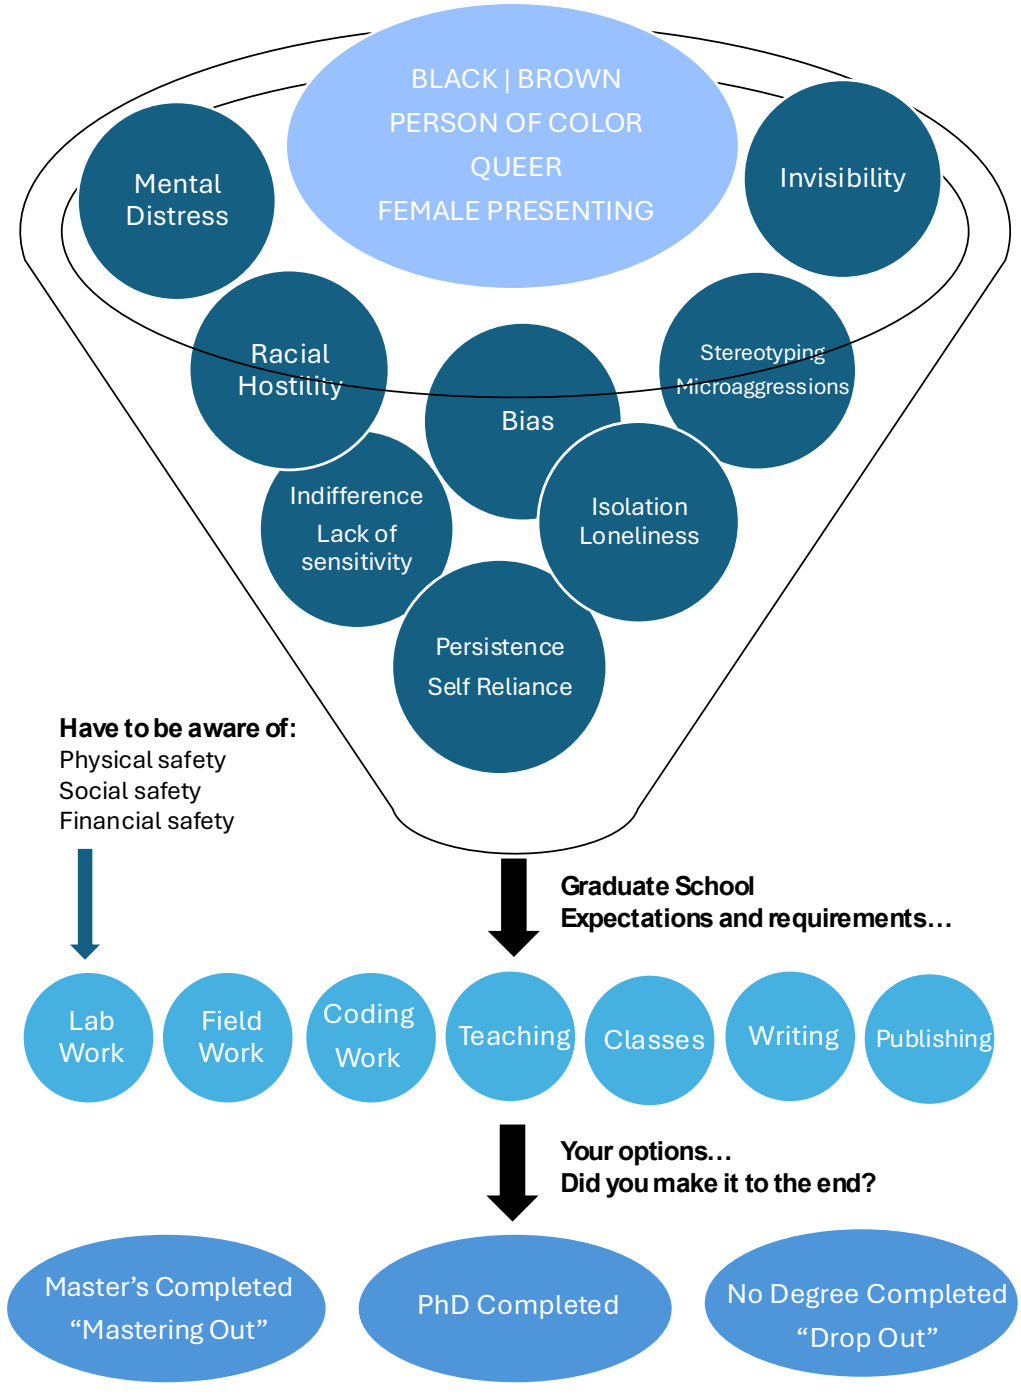 BLACK | BROWN
PERSON OF COLOR
QUEER
FEMALE PRESENTING
Mental
Distress
Invisibility
Racial
Hostility
Stereotyping
Microaggressions
Bias
Indifference
Lack of
sensitivity
Isolation
Loneliness
Persistence
Self Reliance
Have to be aware of:
Physical safety
Social safety
Financial safety
Graduate School
Expectations and requirements...
Lab
Work
Field
Work
Coding
Work
Teaching
Classes
Writing
Publishing
Your options...
Did you make it to the end?
Master’s Completed
“Mastering Out”
PhD Completed
No Degree Completed
“Drop Out”